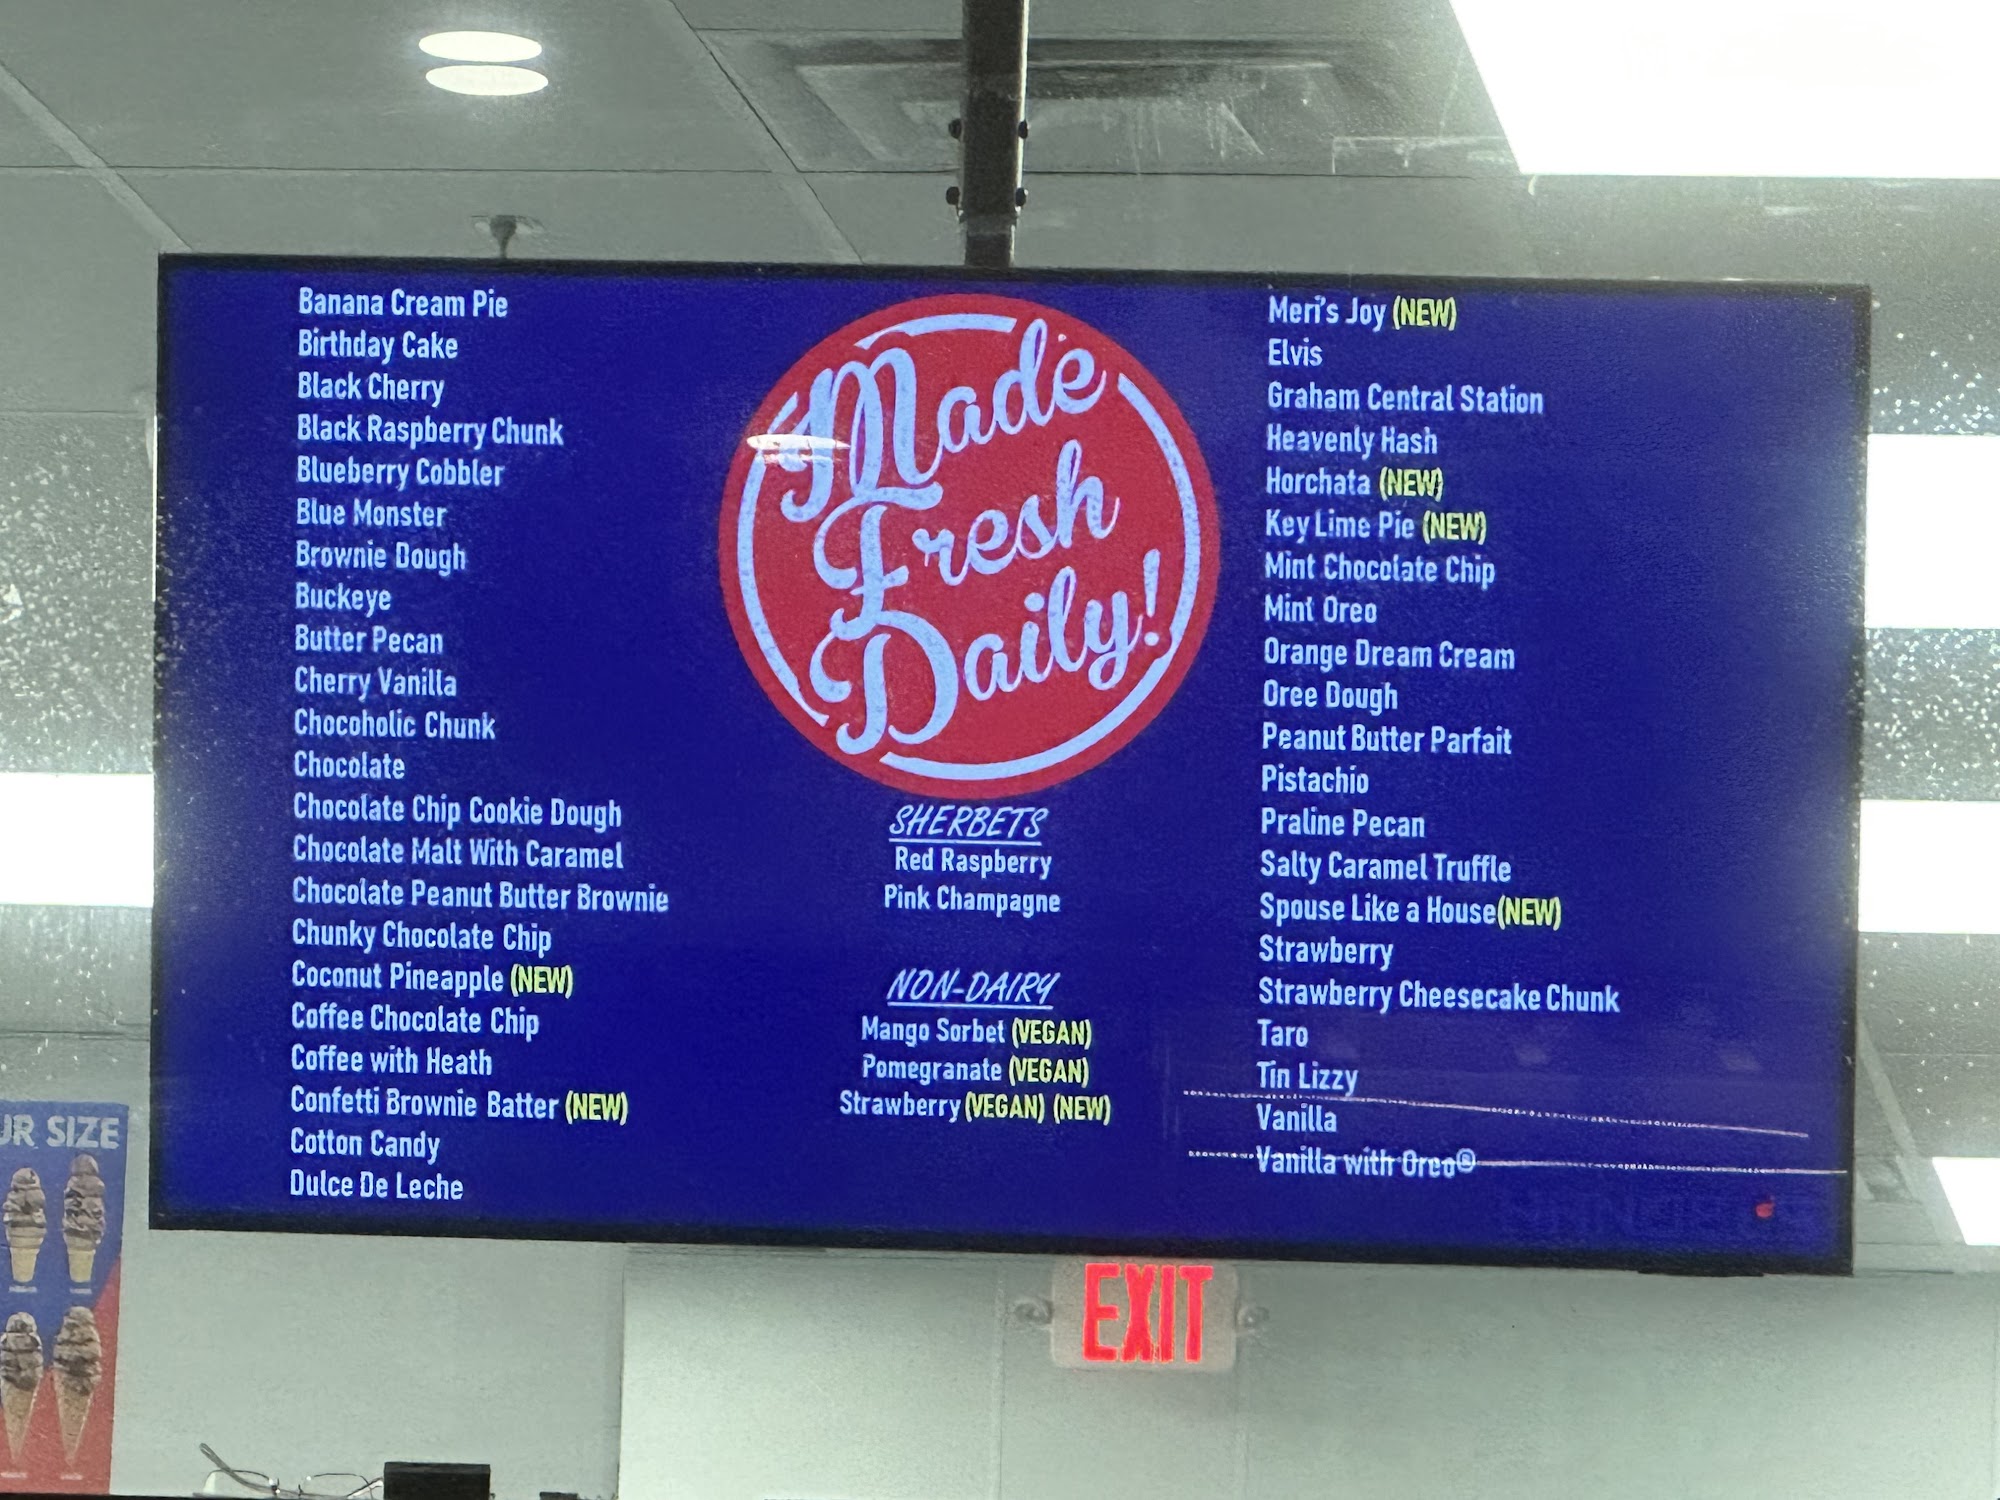 Banana Cream Pie
Birthday Cake
Black Cherry
Black Raspberry Chunk
Blueberry Cobbler
Blue Monster
Brownie Dough
Buckeye
Butter Pecan
Cherry Vanilla
Chocoholic Chunk
Chocolate
Chocolate Chip Cookie Dough
Chocolate Malt With Caramel
Chocolate Peanut Butter Brownie
Chunky Chocolate Chip
Coconut Pineapple (NEW)
Coffee Chocolate Chip
Coffee with Heath
Confetti Brownie Batter (NEW)
Cotton Candy
Dulce De Leche
Made
Fresh
Daily!
SHERBETS
Red Raspberry
Pink Champagne
NON-DAIRY
Mango Sorbet (VEGAN)
Pomegranate (VEGAN)
Strawberry (VEGAN) (NEW)
Meri's Joy (NEW)
Elvis
Graham Central Station
Heavenly Hash
Horchata (NEW)
Key Lime Pie (NEW)
Mint Chocolate Chip
Mint Oreo
Orange Dream Cream
Oree Dough
Peanut Butter Parfait
Pistachio
Praline Pecan
Salty Caramel Truffle
Spouse Like a House(NEW)
Strawberry
Strawberry Cheesecake Chunk
Taro
Tin Lizzy
Vanilla
Vanilla with Oreo®
UR SIZE
EXIT